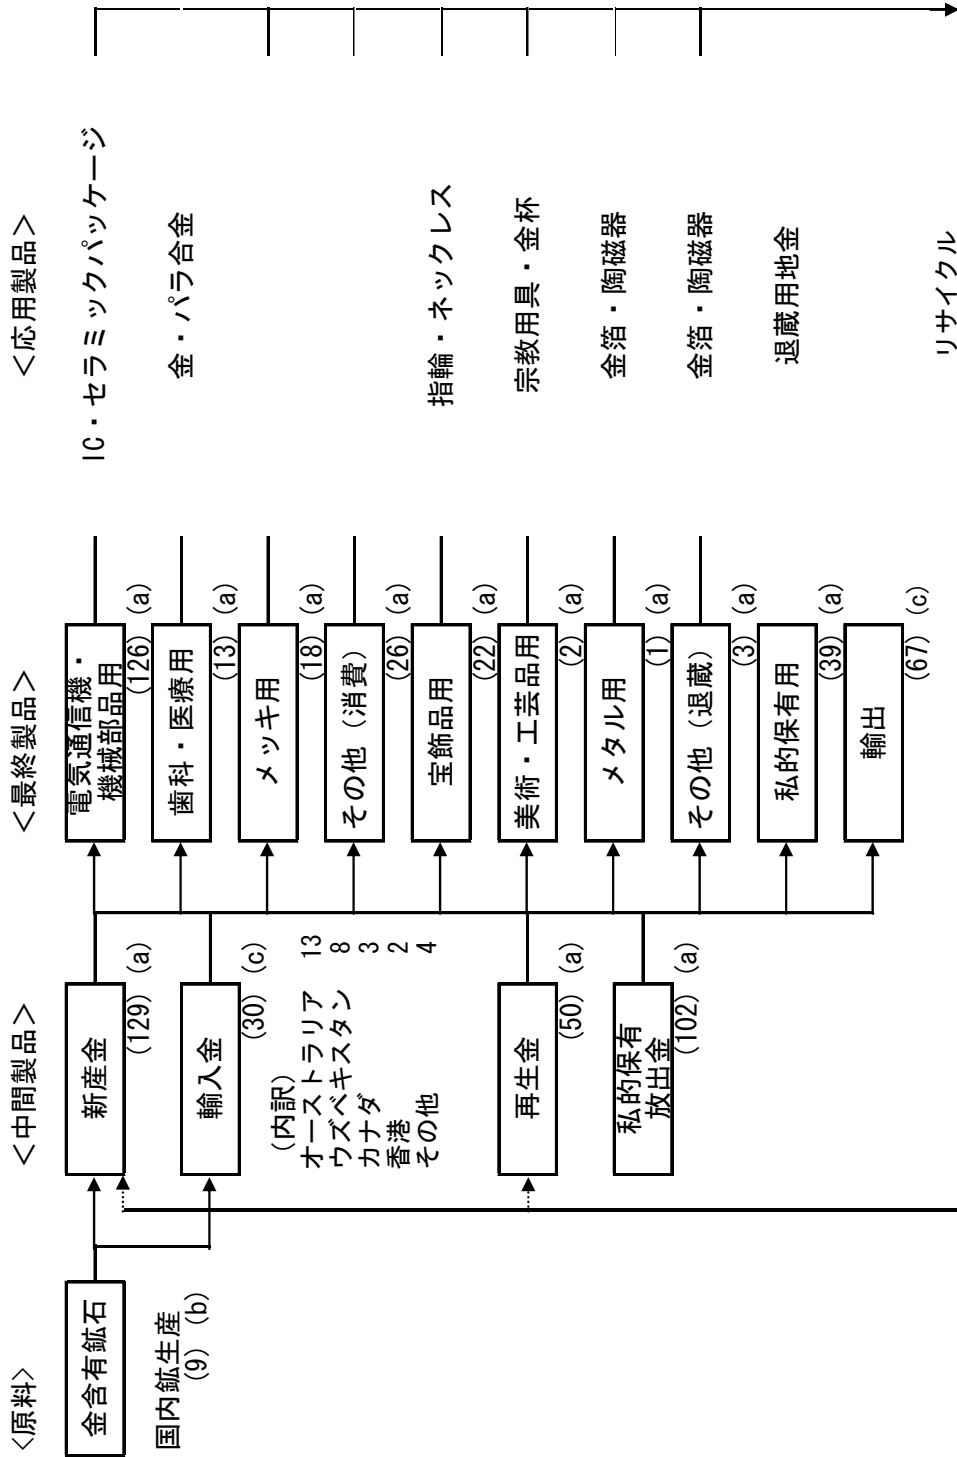 <原料>
金含有鉱石
国内鉱生産
(9) (b)
<中間製品>
新産金
(129) (a)
輸入金
(30) (c)
(内訳)
オーストラリア 13
ウズベキスタン 8
カナダ 3
香港 2
その他 4
再生金
(50) (a)
私的保有
放出金
(102) (a)
<最終製品>
電気通信機・
機械部品用
(126) (a)
歯科・医療用
(13) (a)
メッキ用
(18) (a)
その他(消費)
(26) (a)
宝飾品用
(22) (a)
美術・工芸品用
(2) (a)
メタル用
(1) (a)
その他(退蔵)
(3) (a)
私的保有用
(39) (a)
輸出
(67) (c)
<応用製品>
IC・セラミックパッケージ
金・パラ合金
指輪・ネックレス
宗教用具・金杯
金箔・陶磁器
金箔・陶磁器
退蔵用地金
リサイクル